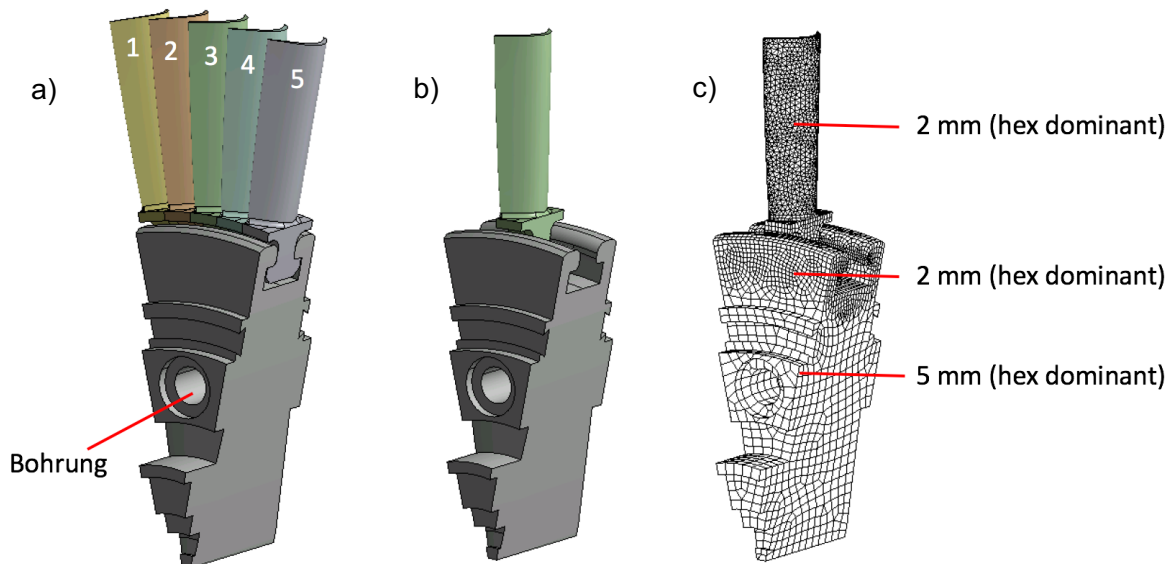 a)
1
2
3
4
5
Bohrung
b)
c)
2 mm (hex dominant)
2 mm (hex dominant)
5 mm (hex dominant)